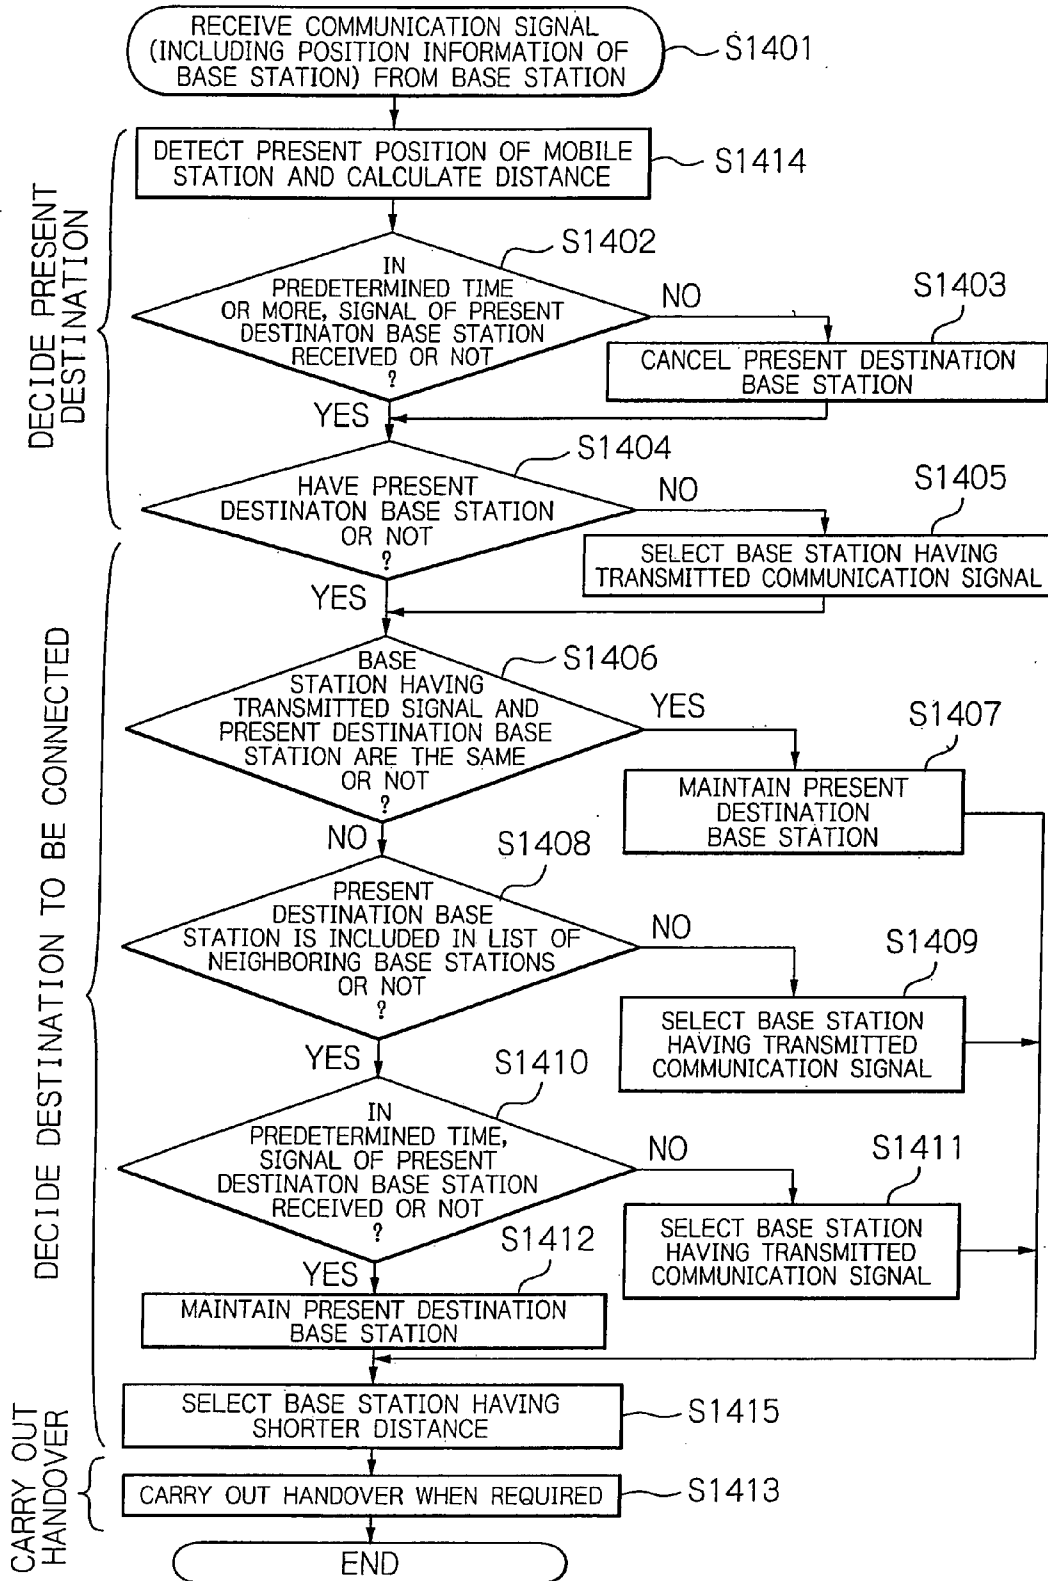 RECEIVE COMMUNICATION SIGNAL
(INCLUDING POSITION INFORMATION OF
BASE STATION) FROM BASE STATION
S1401
DETECT PRESENT POSITION OF MOBILE
STATION AND CALCULATE DISTANCE
S1414
DECIDE PRESENT
DESTINATION
S1402
IN
PREDETERMINED TIME
OR MORE, SIGNAL OF PRESENT
DESTINATON BASE STATION
RECEIVED OR NOT
?
NO
S1403
CANCEL PRESENT DESTINATION
BASE STATION
YES
S1404
HAVE PRESENT
DESTINATON BASE STATION
OR NOT
?
NO
S1405
SELECT BASE STATION HAVING
TRANSMITTED COMMUNICATION SIGNAL
YES
DECIDE DESTINATION TO BE CONNECTED
S1406
BASE
STATION HAVING
TRANSMITTED SIGNAL AND
PRESENT DESTINATION BASE
STATION ARE THE SAME
OR NOT
?
YES
S1407
MAINTAIN PRESENT
DESTINATION
BASE STATION
NO
S1408
PRESENT
DESTINATION BASE
STATION IS INCLUDED IN LIST OF
NEIGHBORING BASE STATIONS
OR NOT
?
NO
S1409
SELECT BASE STATION
HAVING TRANSMITTED
COMMUNICATION SIGNAL
YES
S1410
IN
PREDETERMINED TIME,
SIGNAL OF PRESENT
DESTINATON BASE STATION
RECEIVED OR NOT
?
NO
S1411
SELECT BASE STATION
HAVING TRANSMITTED
COMMUNICATION SIGNAL
YES
S1412
MAINTAIN PRESENT DESTINATION
BASE STATION
SELECT BASE STATION HAVING
SHORTER DISTANCE
S1415
CARRY OUT
HANDOVER
CARRY OUT HANDOVER WHEN REQUIRED
S1413
END